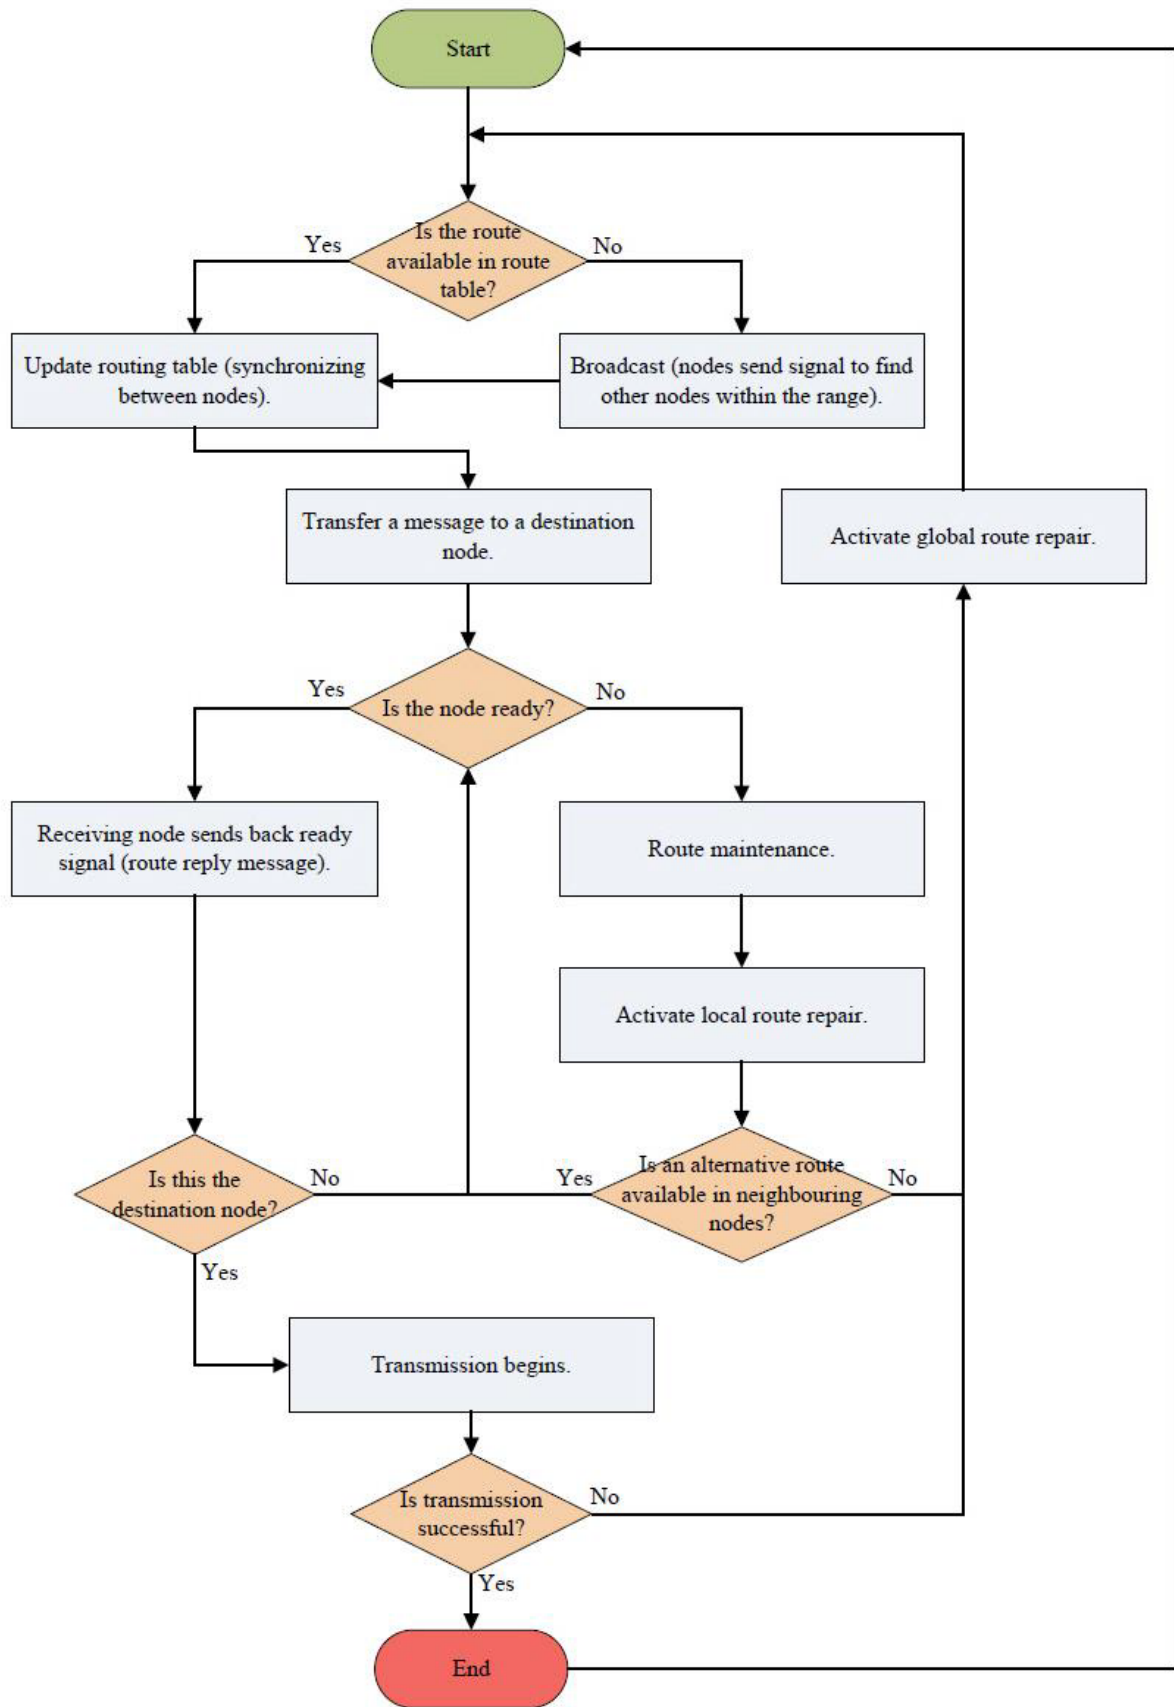 Start
Is the route
available in route
table?
Yes
No
Update routing table (synchronizing
between nodes).
Broadcast (nodes send signal to find
other nodes within the range).
Transfer a message to a destination
node.
Activate global route repair.
Is the node ready?
Yes
No
Receiving node sends back ready
signal (route reply message).
Route maintenance.
Activate local route repair.
Is this the
destination node?
No
Yes
Is an alternative route
available in neighbouring
nodes?
No
Yes
Transmission begins.
Is transmission
successful?
No
Yes
End